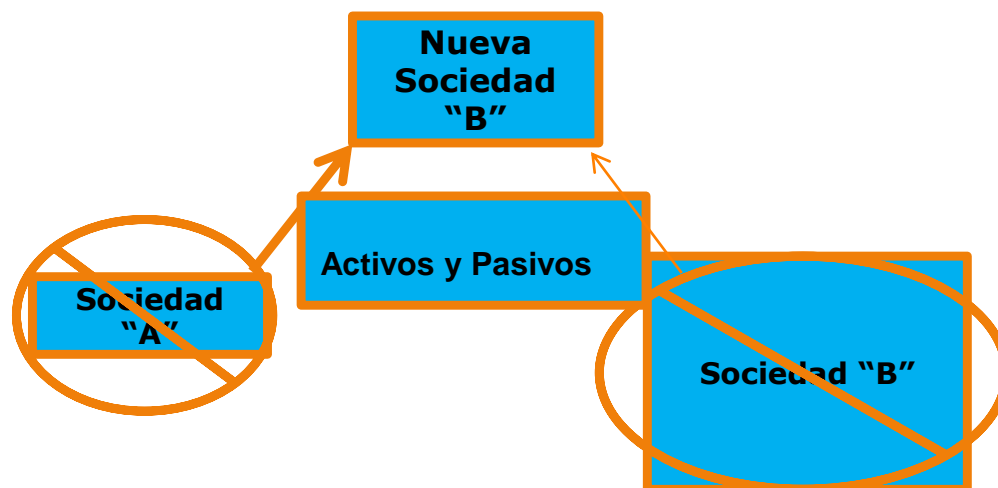 Nueva
Sociedad
“B”
Activos y Pasivos
Sociedad
“A”
Sociedad “B”